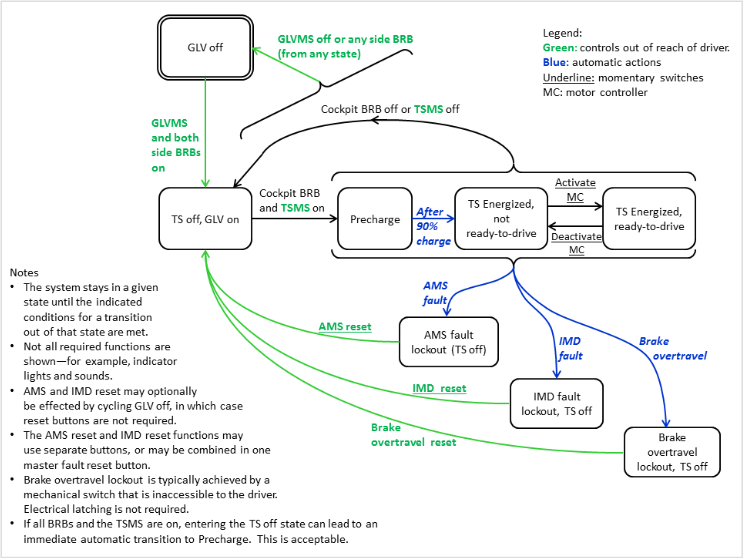 GLV off
GLVMS off or any side BRB
(from any state)
Legend:
Green: controls out of reach of driver.
Blue: automatic actions
Underline: momentary switches
MC: motor controller
Cockpit BRB off or TSMS off
GLVMS
and both
side BRBs
on
TS off, GLV on
Cockpit BRB
and TSMS on
Precharge
After
90%
charge
TS Energized,
not
ready-to-drive
Activate
MC
Deactivate
MC
TS Energized,
ready-to-drive
AMS
fault
IMD
fault
Brake
overtravel
AMS reset
AMS fault
lockout (TS off)
IMD reset
IMD fault
lockout, TS off
Brake
overtravel reset
Brake
overtravel
lockout, TS off
Notes
• The system stays in a given
state until the indicated
conditions for a transition
out of that state are met.
• Not all required functions are
shown—for example, indicator
lights and sounds.
• AMS and IMD reset may optionally
be effected by cycling GLV off, in which case
reset buttons are not required.
• The AMS reset and IMD reset functions may
use separate buttons, or may be combined in one
master fault reset button.
• Brake overtravel lockout is typically achieved by a
mechanical switch that is inaccessible to the driver.
Electrical latching is not required.
• If all BRBs and the TSMS are on, entering the TS off state can lead to an
immediate automatic transition to Precharge. This is acceptable.